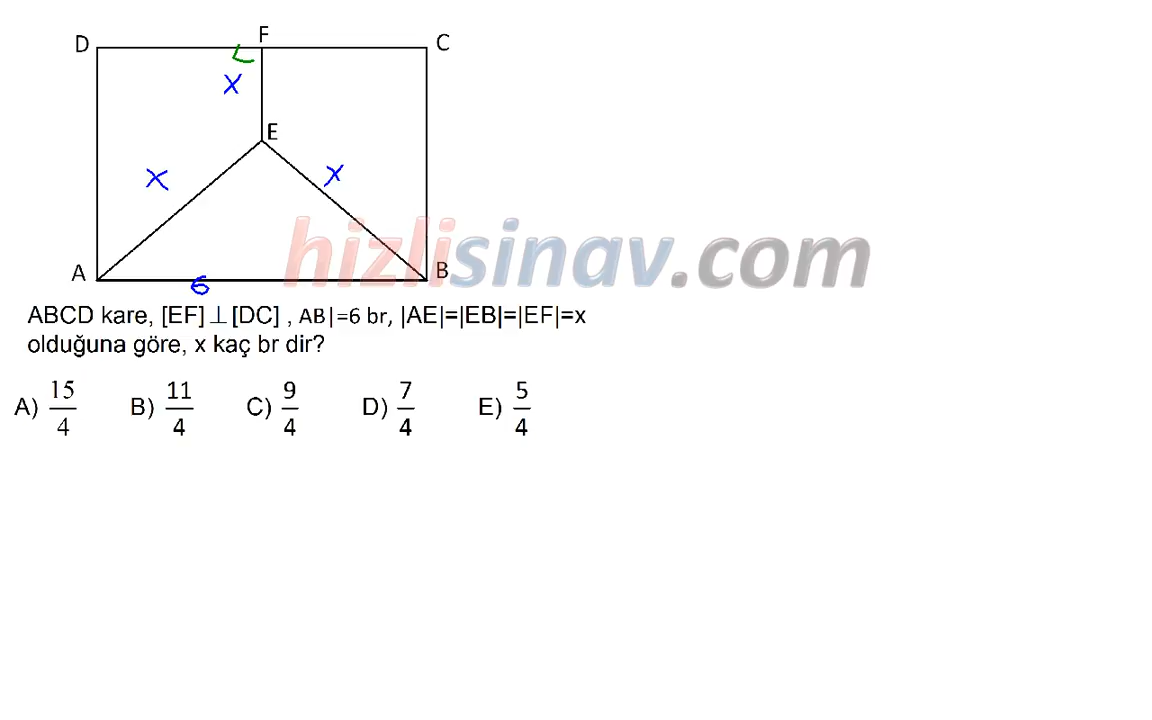 D F C
x
E
x x
A 6 B
hizlisinav.com
ABCD kare, [EF]⊥[DC] , AB|=6 br, |AE|=|EB|=|EF|=x
olduğuna göre, x kaç br dir?
A) 15/4 B) 11/4 C) 9/4 D) 7/4 E) 5/4